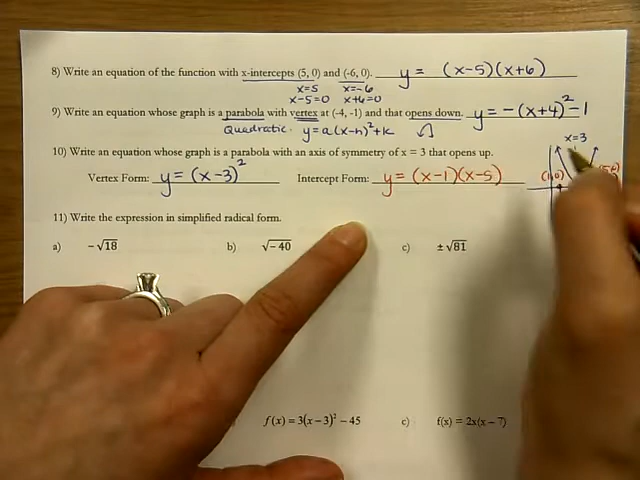 8) Write an equation of the function with x-intercepts (5, 0) and (-6, 0). y = (x-5)(x+6)
x=5 x=-6
x-5=0 x+6=0
9) Write an equation whose graph is a parabola with vertex at (-4, -1) and that opens down. y = -(x+4)²-1
Quadratic. y=a(x-h)²+k
x=3
10) Write an equation whose graph is a parabola with an axis of symmetry of x = 3 that opens up.
Vertex Form: y = (x-3)² Intercept Form: y = (x-1)(x-5)
11) Write the expression in simplified radical form.
a) -√18 b) √-40 c) ±√81
f(x) = 3(x-3)² - 45 c) f(x) = 2x(x-7)